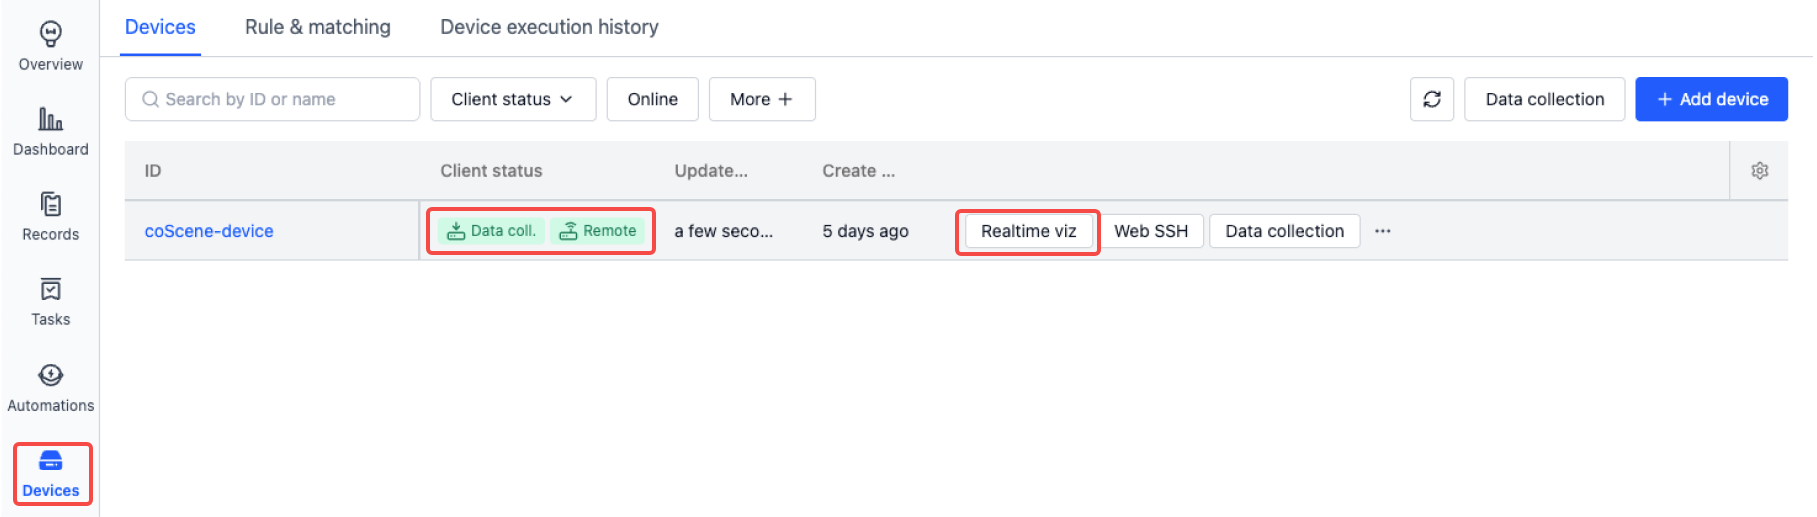 Overview
Dashboard
Records
Tasks
Automations
Devices
Devices Rule & matching Device execution history
Search by ID or name Client status Online More + Data collection + Add device
ID Client status Update... Create ...
coScene-device Data coll. Remote a few seco... 5 days ago Realtime viz Web SSH Data collection ...